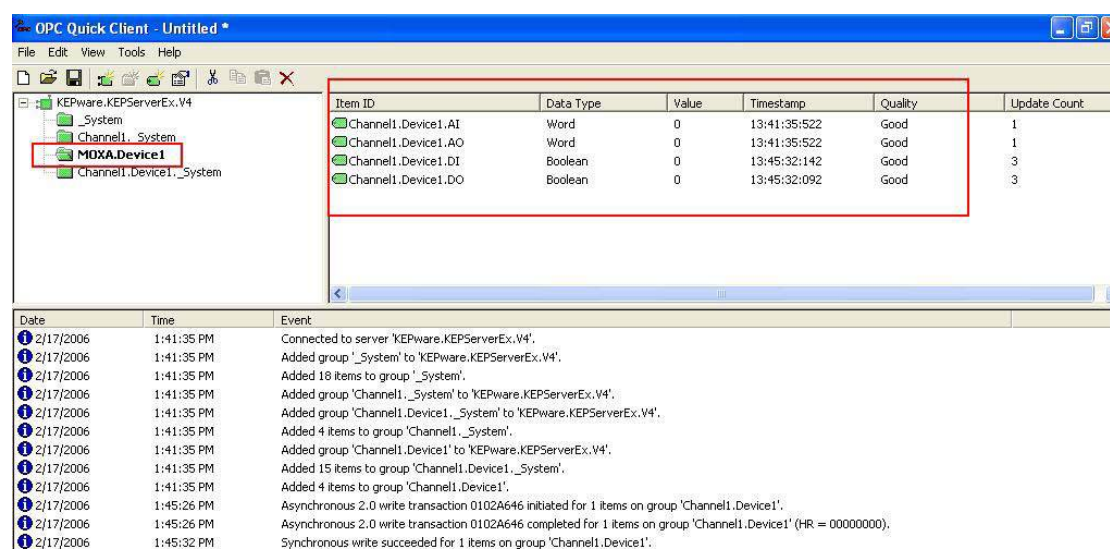 OPC Quick Client - Untitled *
File Edit View Tools Help
KEPware.KEPServerEx.V4
_System
Channel1._System
MOXA.Device1
Channel1.Device1._System
Item ID Data Type Value Timestamp Quality Update Count
Channel1.Device1.AI Word 0 13:41:35:522 Good 1
Channel1.Device1.AO Word 0 13:41:35:522 Good 1
Channel1.Device1.DI Boolean 0 13:45:32:142 Good 3
Channel1.Device1.DO Boolean 0 13:45:32:092 Good 3
Date Time Event
2/17/2006 1:41:35 PM Connected to server 'KEPware.KEPServerEx.V4'.
2/17/2006 1:41:35 PM Added group '_System' to 'KEPware.KEPServerEx.V4'.
2/17/2006 1:41:35 PM Added 18 items to group '_System'.
2/17/2006 1:41:35 PM Added group 'Channel1._System' to 'KEPware.KEPServerEx.V4'.
2/17/2006 1:41:35 PM Added group 'Channel1.Device1._System' to 'KEPware.KEPServerEx.V4'.
2/17/2006 1:41:35 PM Added 4 items to group 'Channel1._System'.
2/17/2006 1:41:35 PM Added group 'Channel1.Device1' to 'KEPware.KEPServerEx.V4'.
2/17/2006 1:41:35 PM Added 15 items to group 'Channel1.Device1._System'.
2/17/2006 1:41:35 PM Added 4 items to group 'Channel1.Device1'.
2/17/2006 1:45:26 PM Asynchronous 2.0 write transaction 0102A646 initiated for 1 items on group 'Channel1.Device1'.
2/17/2006 1:45:26 PM Asynchronous 2.0 write transaction 0102A646 completed for 1 items on group 'Channel1.Device1' (HR = 00000000).
2/17/2006 1:45:32 PM Synchronous write succeeded for 1 items on group 'Channel1.Device1'.